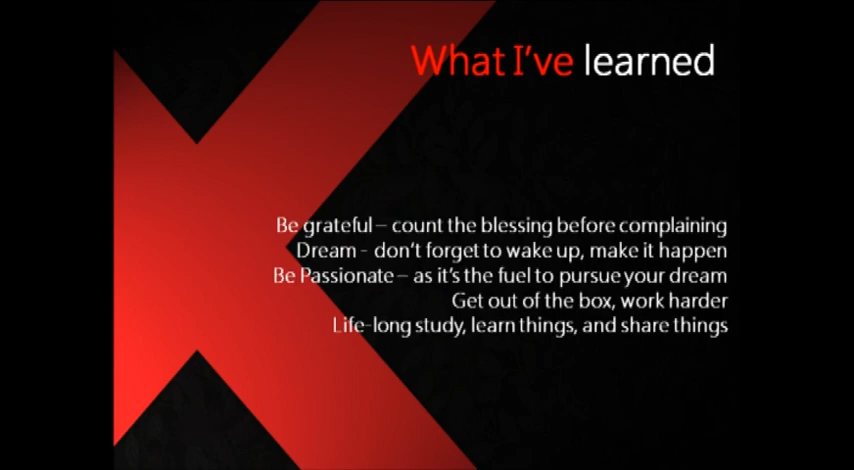 What I've learned
Be grateful – count the blessing before complaining
Dream - don't forget to wake up, make it happen
Be Passionate – as it's the fuel to pursue your dream
Get out of the box, work harder
Life-long study, learn things, and share things